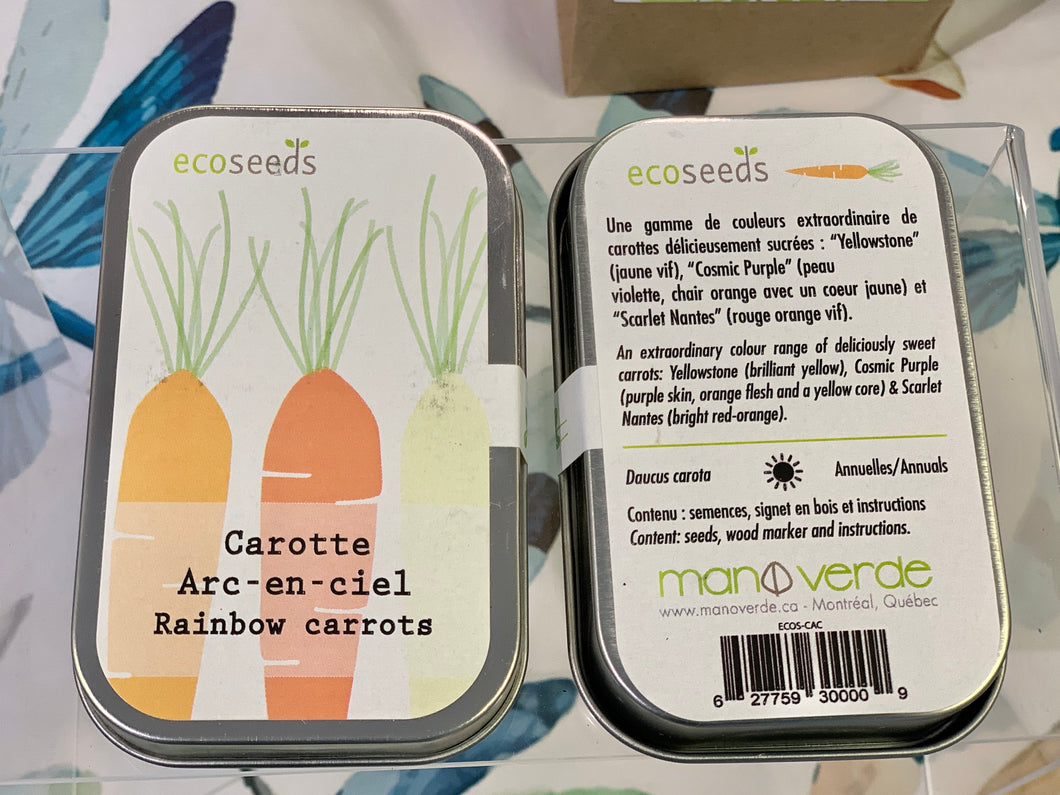 ecoseeds
Carotte
Arc-en-ciel
Rainbow carrots
ecoseeds
Une gamme de couleurs extraordinaire de
carottes délicieusement sucrées : “Yellowstone”
(jaune vif), “Cosmic Purple” (peau
violette, chair orange avec un coeur jaune) et
“Scarlet Nantes” (rouge orange vif).
An extraordinary colour range of deliciously sweet
carrots: Yellowstone (brilliant yellow), Cosmic Purple
(purple skin, orange flesh and a yellow core) & Scarlet
Nantes (bright red-orange).
Daucus carota Annuelles/Annuals
Contenu : semences, signet en bois et instructions
Content: seeds, wood marker and instructions.
mano verde
www.manoverde.ca - Montréal, Québec
ECOS-CAC
6 27759 30000 9